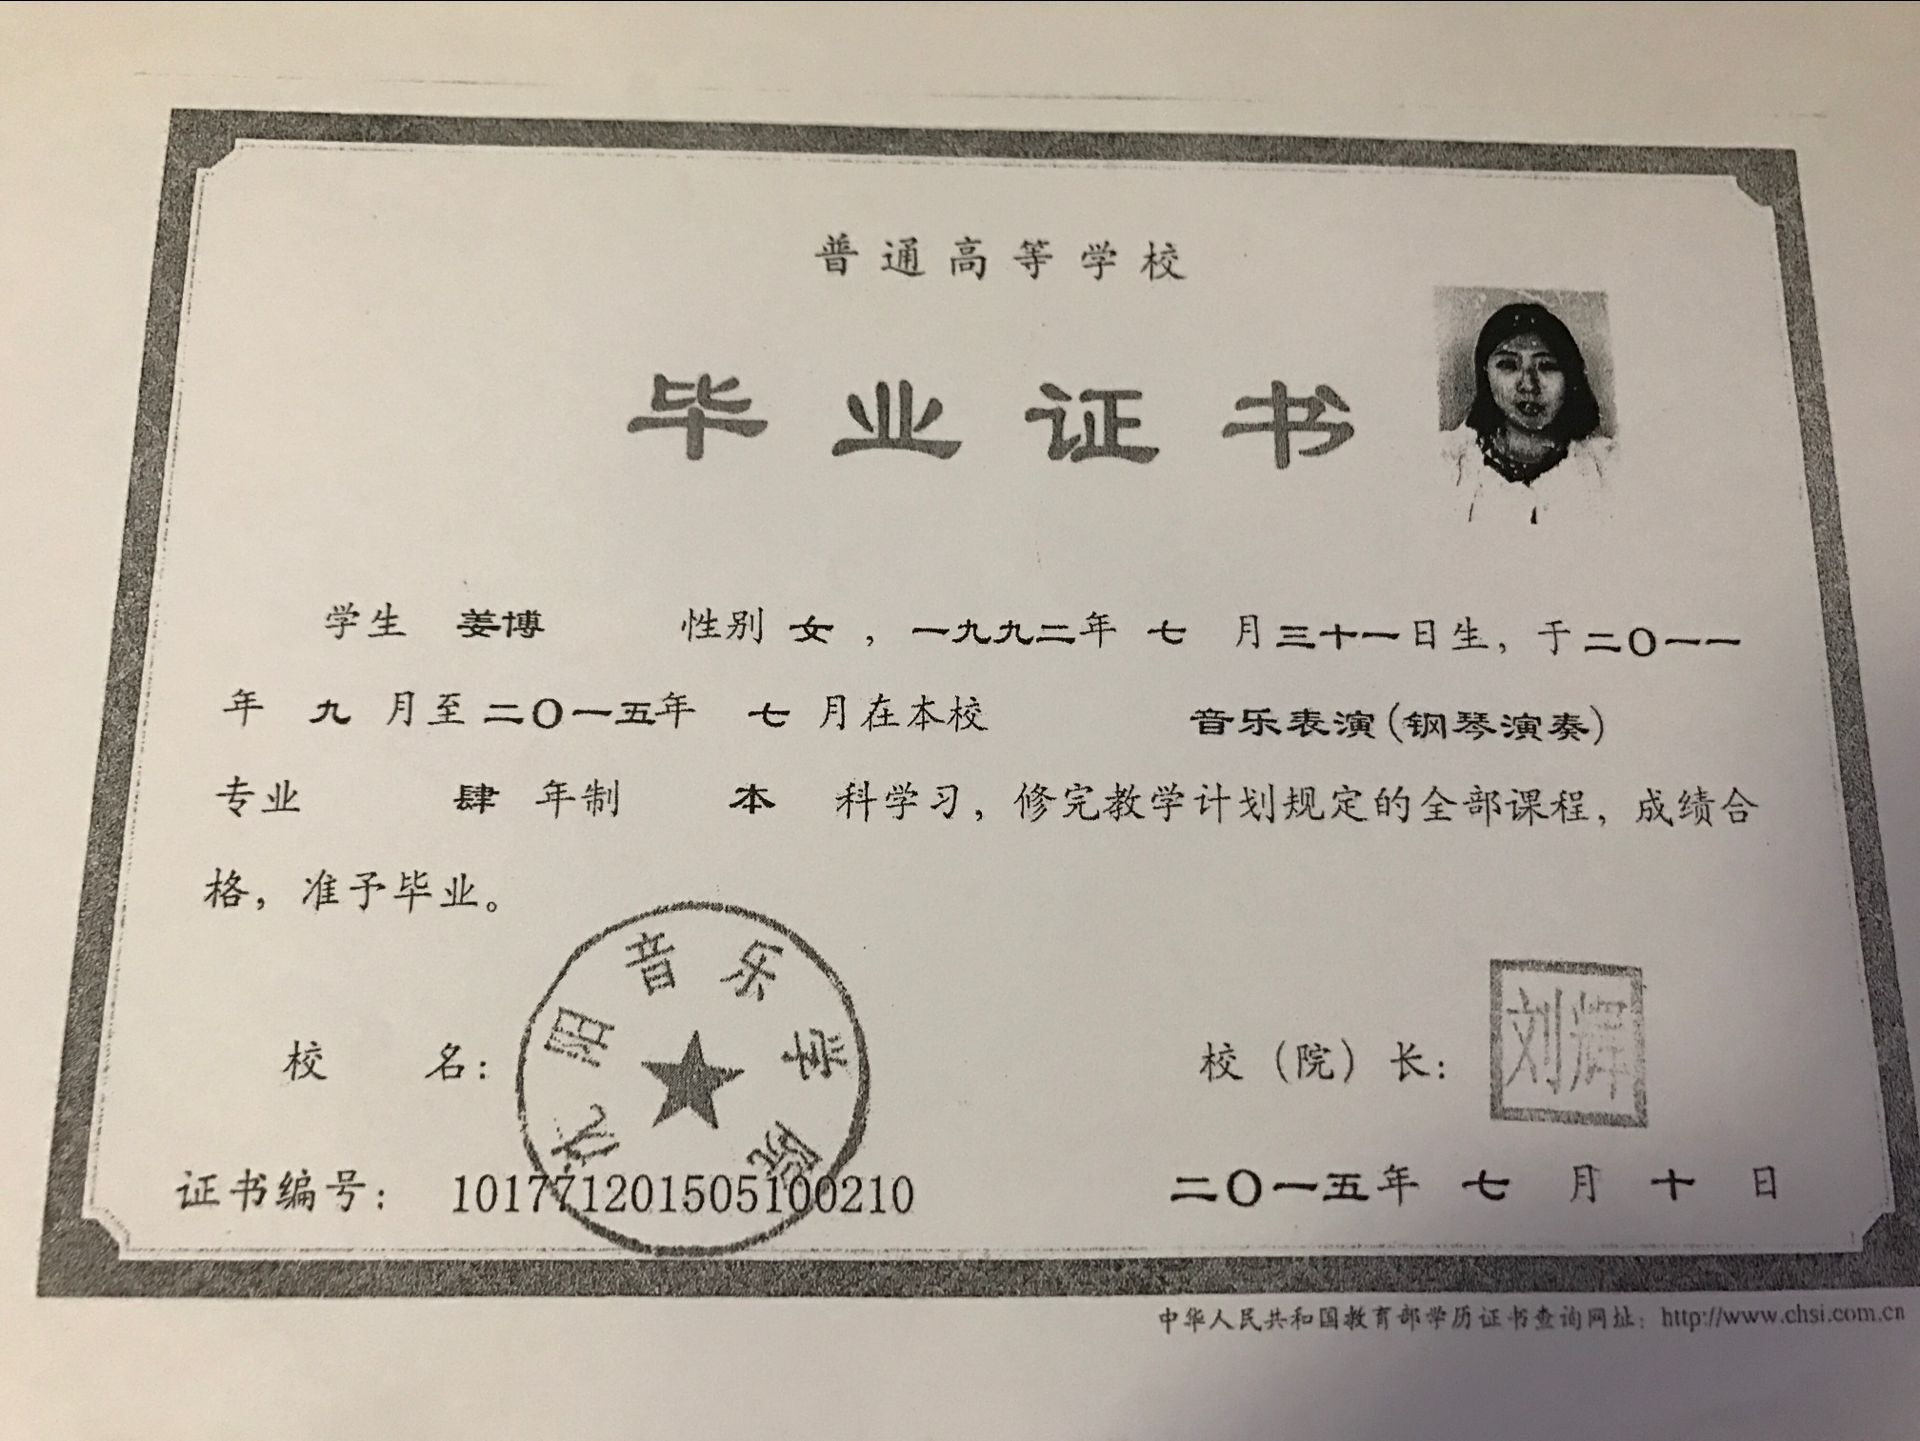 普通高等学校
毕业证书
学生 姜博 性别 女 ，一九九二年 七 月三十一日生，于二〇一一
年 九 月至二〇一五年 七 月在本校 音乐表演(钢琴演奏)
专业 肆 年制 本 科学习，修完教学计划规定的全部课程，成绩合
格，准予毕业。
沈阳音乐学院
校 名：
校（院）长：
刘辉
证书编号： 101771201505100210
二〇一五年 七 月 十 日
中华人民共和国教育部学历证书查询网址：http://www.chsi.com.cn